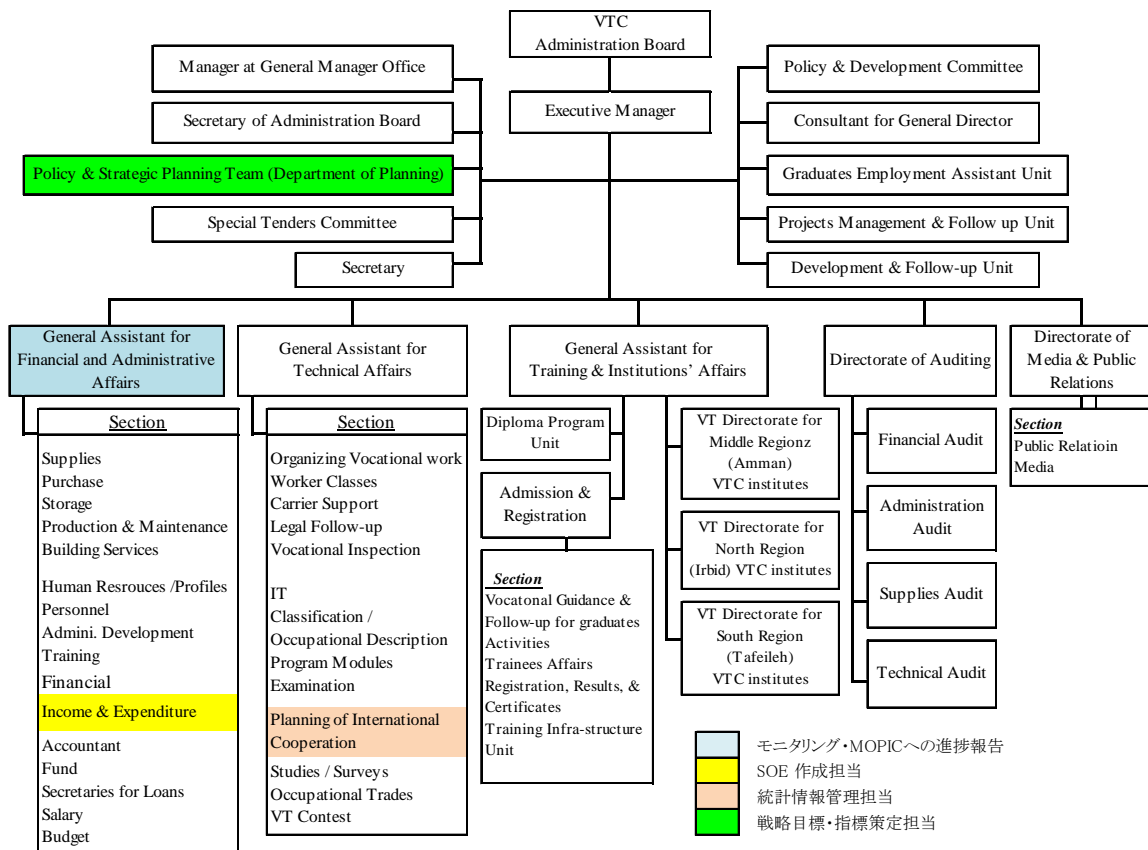 VTC
Administration Board
Manager at General Manager Office
Policy & Development Committee
Executive Manager
Secretary of Administration Board
Consultant for General Director
Policy & Strategic Planning Team (Department of Planning)
Graduates Employment Assistant Unit
Special Tenders Committee
Projects Management & Follow up Unit
Secretary
Development & Follow-up Unit
General Assistant for
Financial and Administrative
Affairs
General Assistant for
Technical Affairs
General Assistant for
Training & Institutions' Affairs
Directorate of Auditing
Directorate of
Media & Public
Relations
Section
Supplies
Purchase
Storage
Production & Maintenance
Building Services
Human Resrouces /Profiles
Personnel
Admini. Development
Training
Financial
Income & Expenditure
Accountant
Fund
Secretaries for Loans
Salary
Budget
Section
Organizing Vocational work
Worker Classes
Carrier Support
Legal Follow-up
Vocational Inspection
IT
Classification /
Occupational Description
Program Modules
Examination
Planning of International
Cooperation
Studies / Surveys
Occupational Trades
VT Contest
Diploma Program
Unit
Admission &
Registration
Section
Vocatonal Guidance &
Follow-up for graduates
Activities
Trainees Affairs
Registration, Results, &
Certificates
Training Infra-structure
Unit
VT Directorate for
Middle Regionz
(Amman)
VTC institutes
VT Directorate for
North Region
(Irbid) VTC institutes
VT Directorate for
South Region
(Tafeileh)
VTC institutes
Financial Audit
Administration
Audit
Supplies Audit
Technical Audit
Section
Public Relatioin
Media
モニタリング・MOPICへの進捗報告
SOE 作成担当
統計情報管理担当
戦略目標・指標策定担当